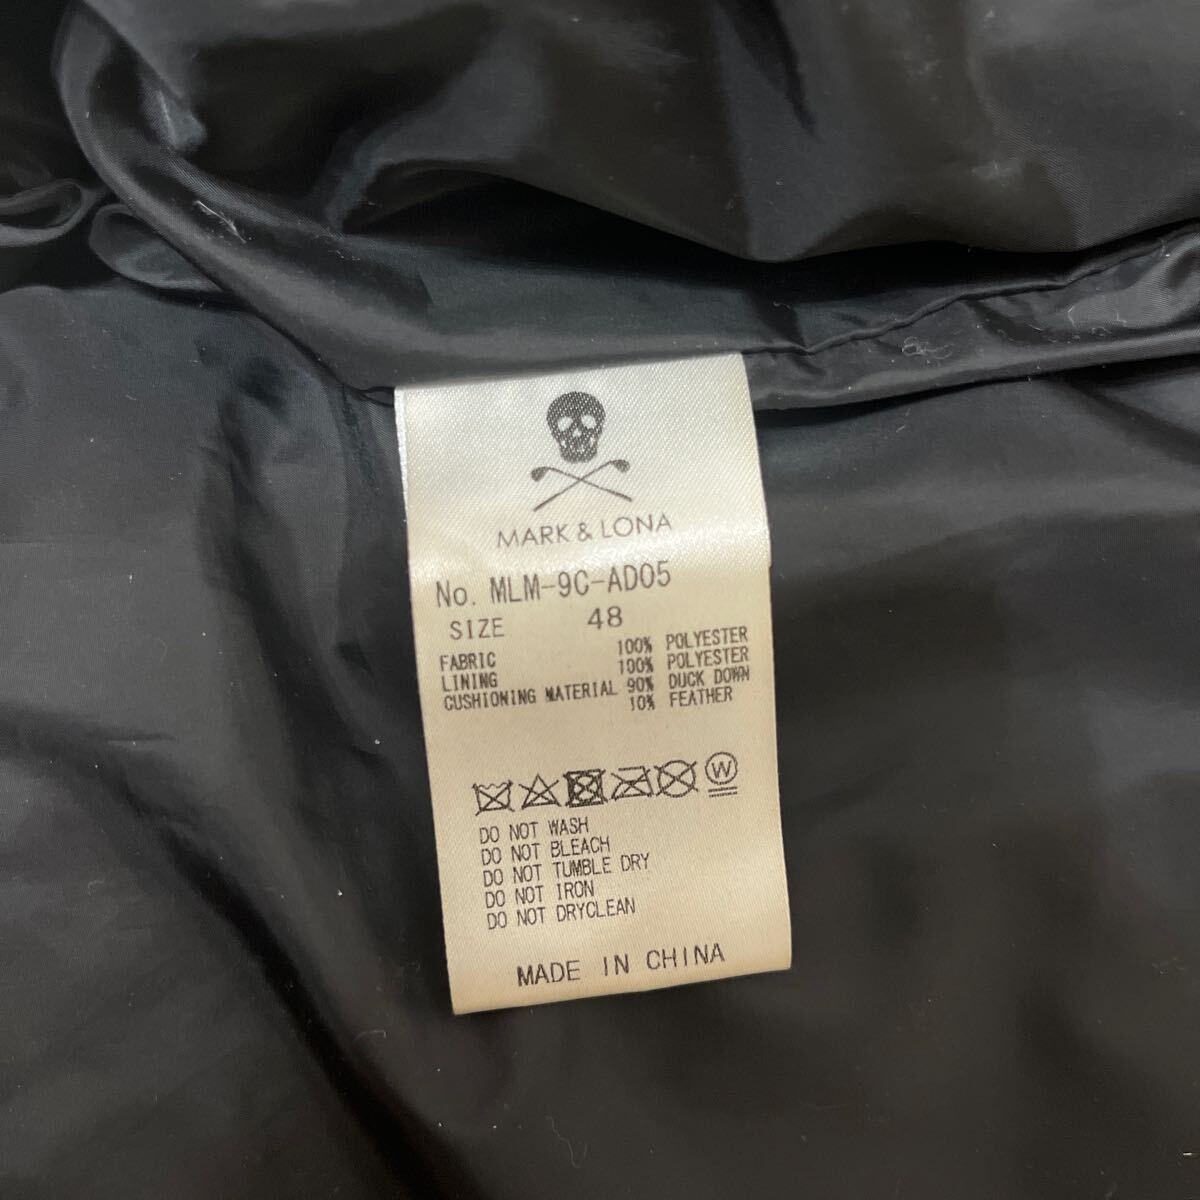 MARK & LONA
No. MLM-9C-AD05
SIZE 48
FABRIC 100% POLYESTER
LINING 100% POLYESTER
CUSHIONING MATERIAL 90% DUCK DOWN
10% FEATHER
W
DO NOT WASH
DO NOT BLEACH
DO NOT TUMBLE DRY
DO NOT IRON
DO NOT DRYCLEAN
MADE IN CHINA